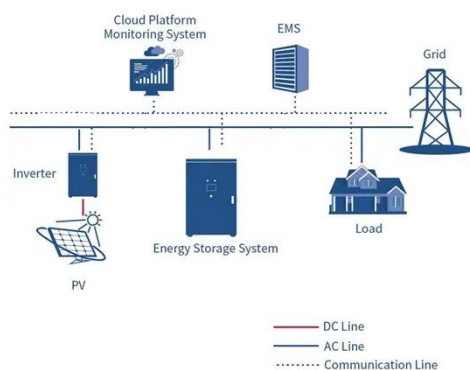 Cloud Platform
Monitoring System
EMS
Grid
Inverter
Energy Storage System
Load
PV
DC Line
AC Line
Communication Line